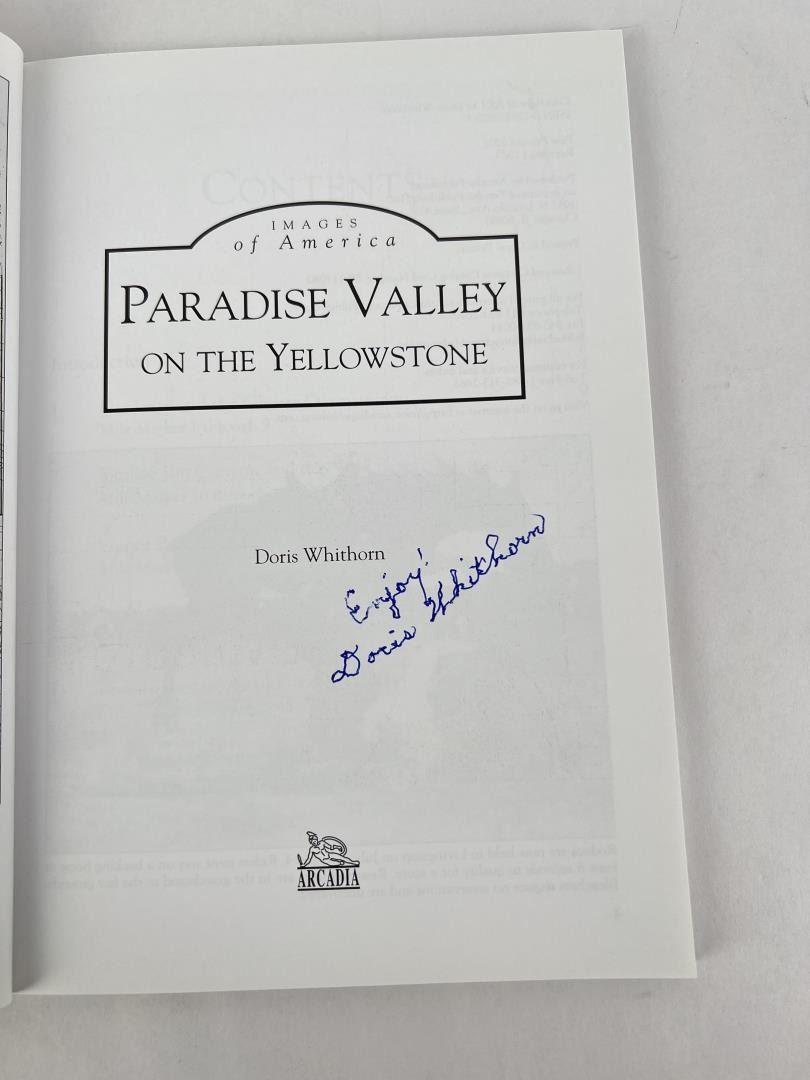 IMAGES
of America
PARADISE VALLEY
ON THE YELLOWSTONE
Doris Whithorn
Enjoy!
Doris Whithorn
ARCADIA